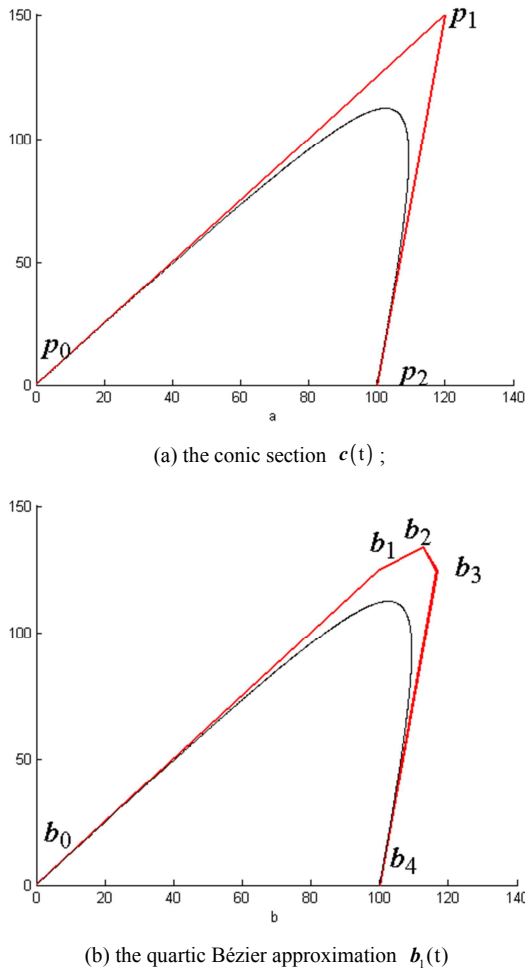 150
p1
100
50
p0
p2
0
0 20 40 60 80 100 120 140
a
(a) the conic section c(t) ;
150
b2
b1
b3
100
50
b0
b4
0
0 20 40 60 80 100 120 140
b
(b) the quartic Bézier approximation b1(t)